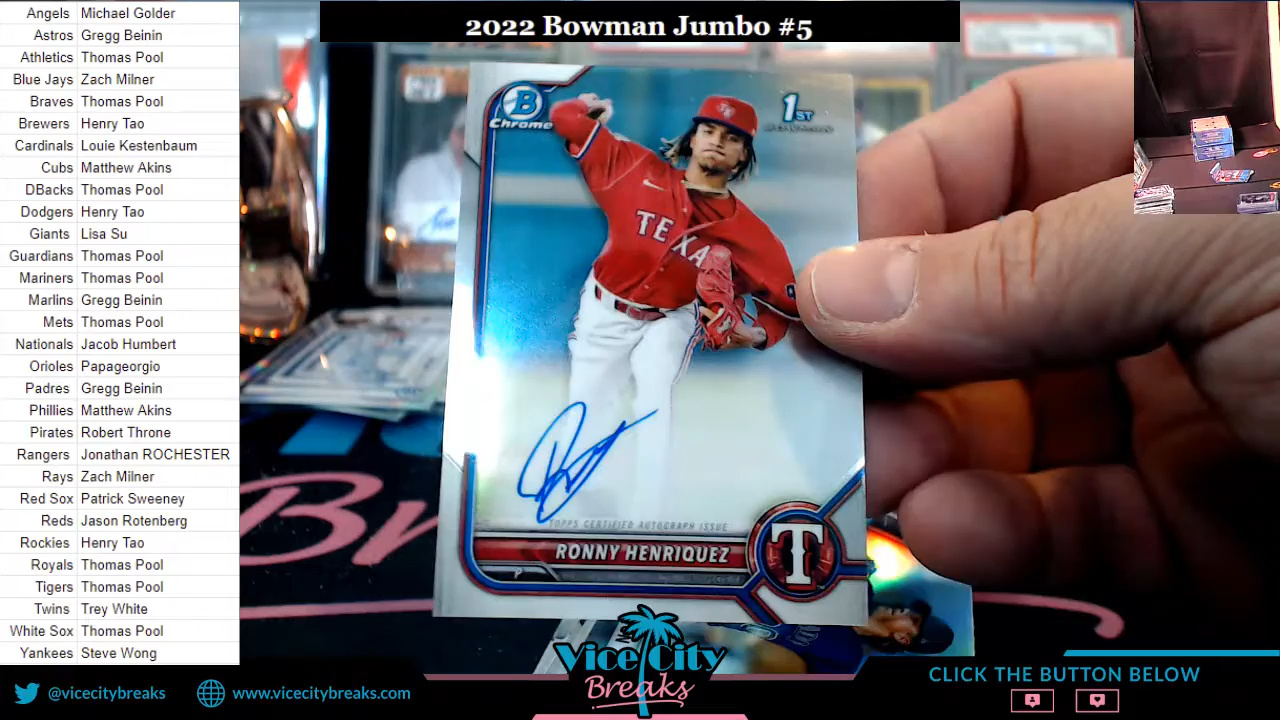 2022 Bowman Jumbo #5
Angels Michael Golder
Astros Gregg Beinin
Athletics Thomas Pool
Blue Jays Zach Milner
Braves Thomas Pool
Brewers Henry Tao
Cardinals Louie Kestenbaum
Cubs Matthew Akins
DBacks Thomas Pool
Dodgers Henry Tao
Giants Lisa Su
Guardians Thomas Pool
Mariners Thomas Pool
Marlins Gregg Beinin
Mets Thomas Pool
Nationals Jacob Humbert
Orioles Papageorgio
Padres Gregg Beinin
Phillies Matthew Akins
Pirates Robert Throne
Rangers Jonathan ROCHESTER
Rays Zach Milner
Red Sox Patrick Sweeney
Reds Jason Rotenberg
Rockies Henry Tao
Royals Thomas Pool
Tigers Thomas Pool
Twins Trey White
White Sox Thomas Pool
Yankees Steve Wong
B
Chrome
1ST
TEXA
TOPPS CERTIFIED AUTOGRAPH ISSUE
RONNY HENRIQUEZ
P
T
Br
Vice City
Breaks
@vicecitybreaks
www.vicecitybreaks.com
CLICK THE BUTTON BELOW